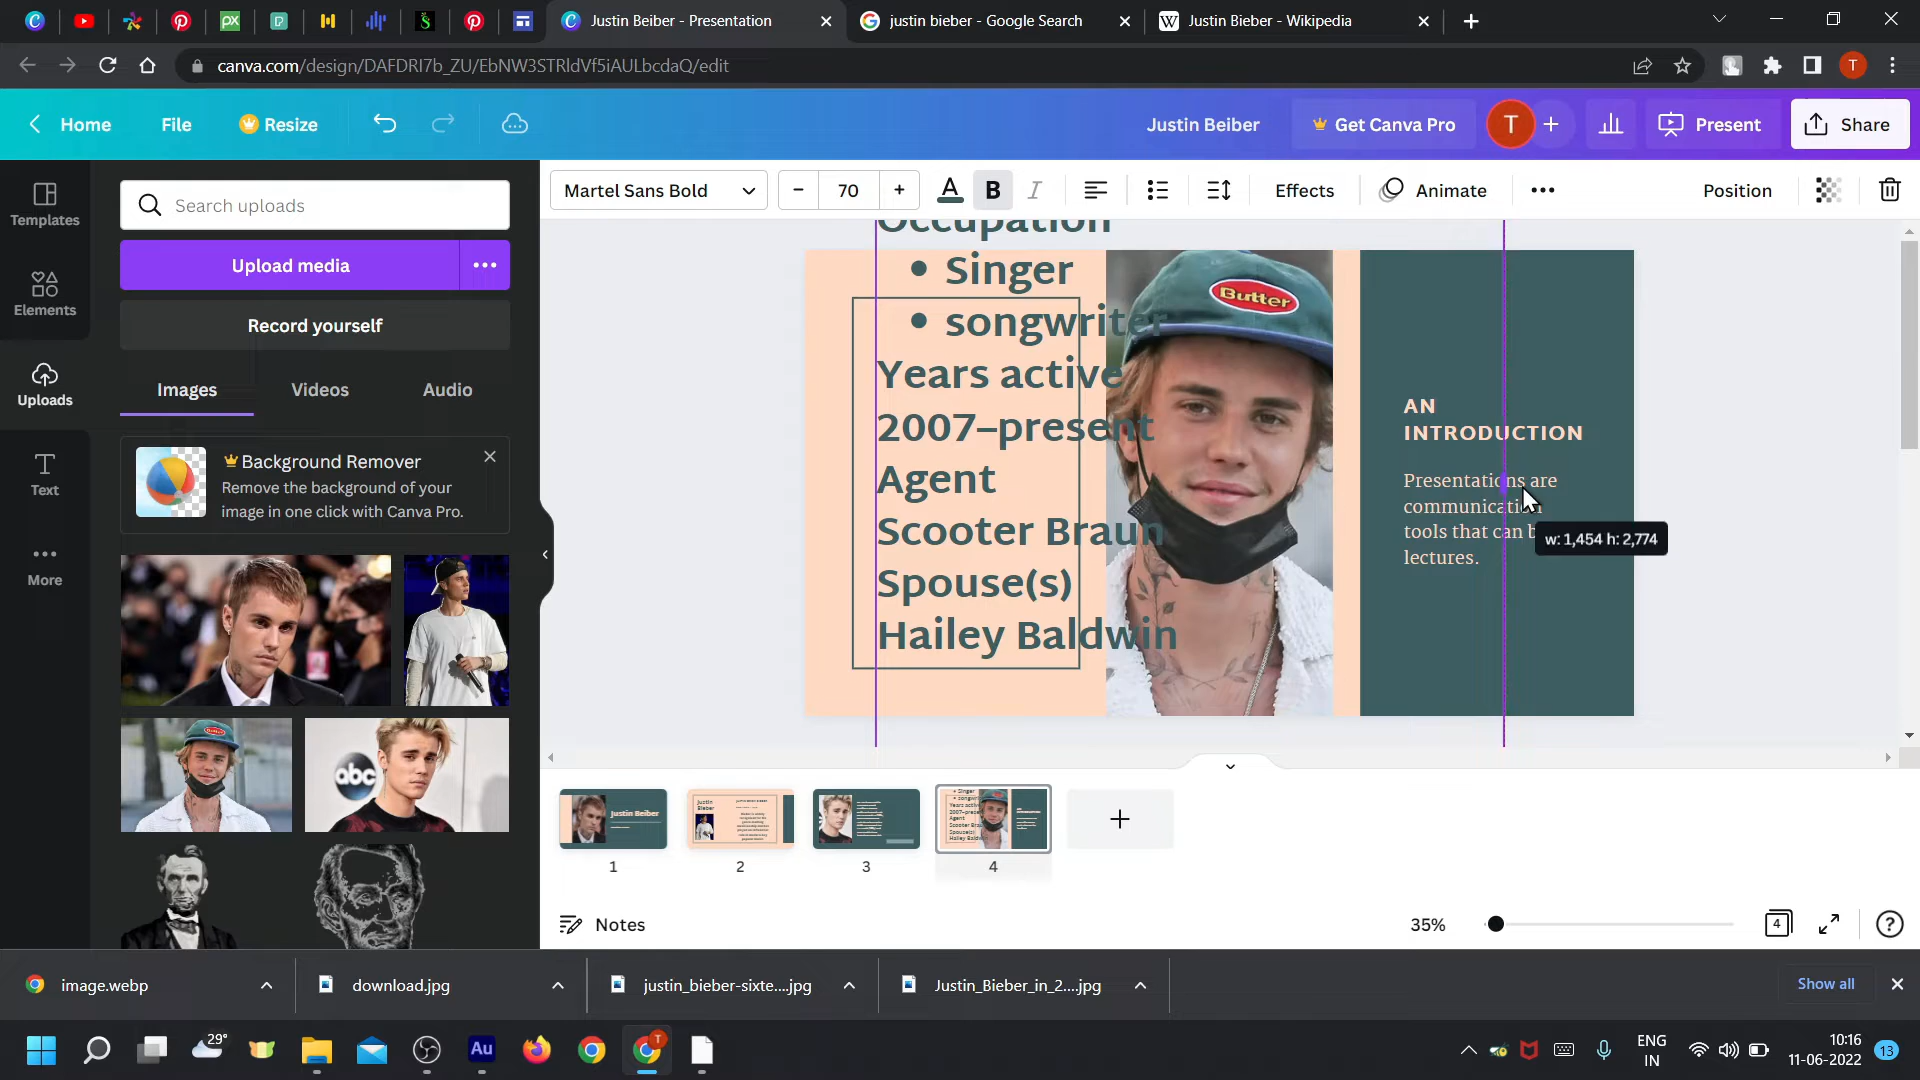 Justin Beiber - Presentation
justin bieber - Google Search
Justin Bieber - Wikipedia
canva.com/design/DAFDRI7b_ZU/EbNW3STRIdVf5iAULbcdaQ/edit
T
Home
File
Resize
Justin Beiber
Get Canva Pro
T
Present
Share
Templates
Elements
Uploads
Text
More
Search uploads
Upload media
Record yourself
Images
Videos
Audio
Background Remover
Remove the background of your
image in one click with Canva Pro.
abc
Martel Sans Bold
70
A
B
I
Effects
Animate
Position
Occupation
Singer
songwriter
Years active
2007–present
Agent
Scooter Braun
Spouse(s)
Hailey Baldwin
Butter
AN
INTRODUCTION
Presentations are
communication
tools that can b
lectures.
w: 1,454 h: 2,774
1
2
3
4
Notes
35%
4
image.webp
download.jpg
justin_bieber-sixte....jpg
Justin_Bieber_in_2....jpg
Show all
29°
Au
T
ENG
IN
10:16
11-06-2022
13